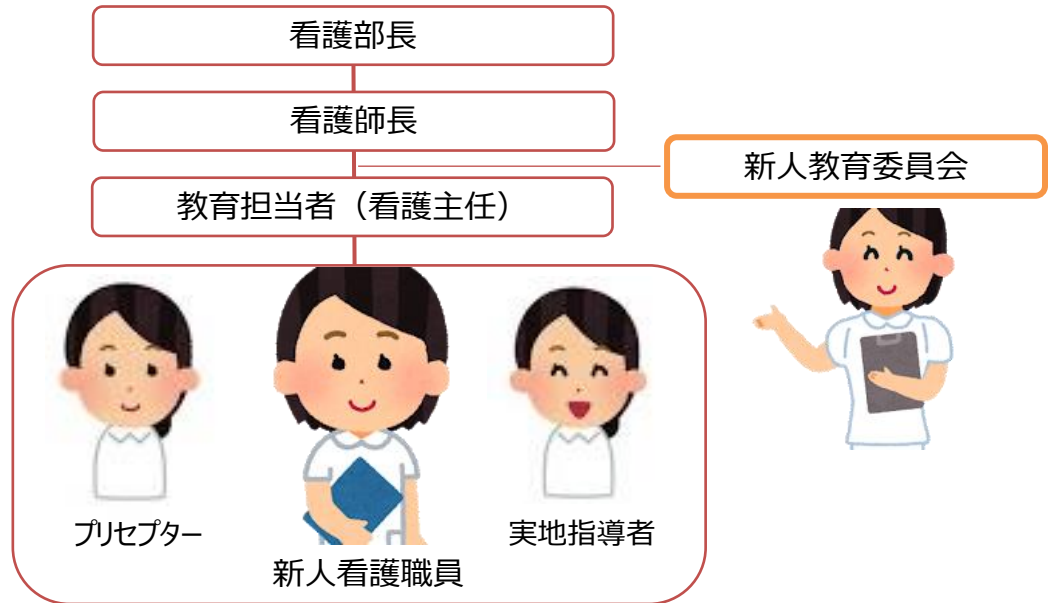 看護部長
看護師長
新人教育委員会
教育担当者（看護主任）
プリセプター
実地指導者
新人看護職員